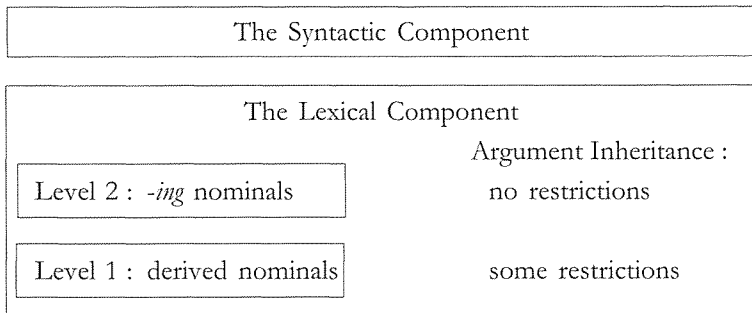 The Syntactic Component
The Lexical Component
Argument Inheritance :
Level 2 : -ing nominals no restrictions
Level 1 : derived nominals some restrictions